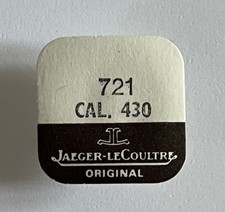 721
CAL. 430
JAEGER-LECOULTRE
ORIGINAL